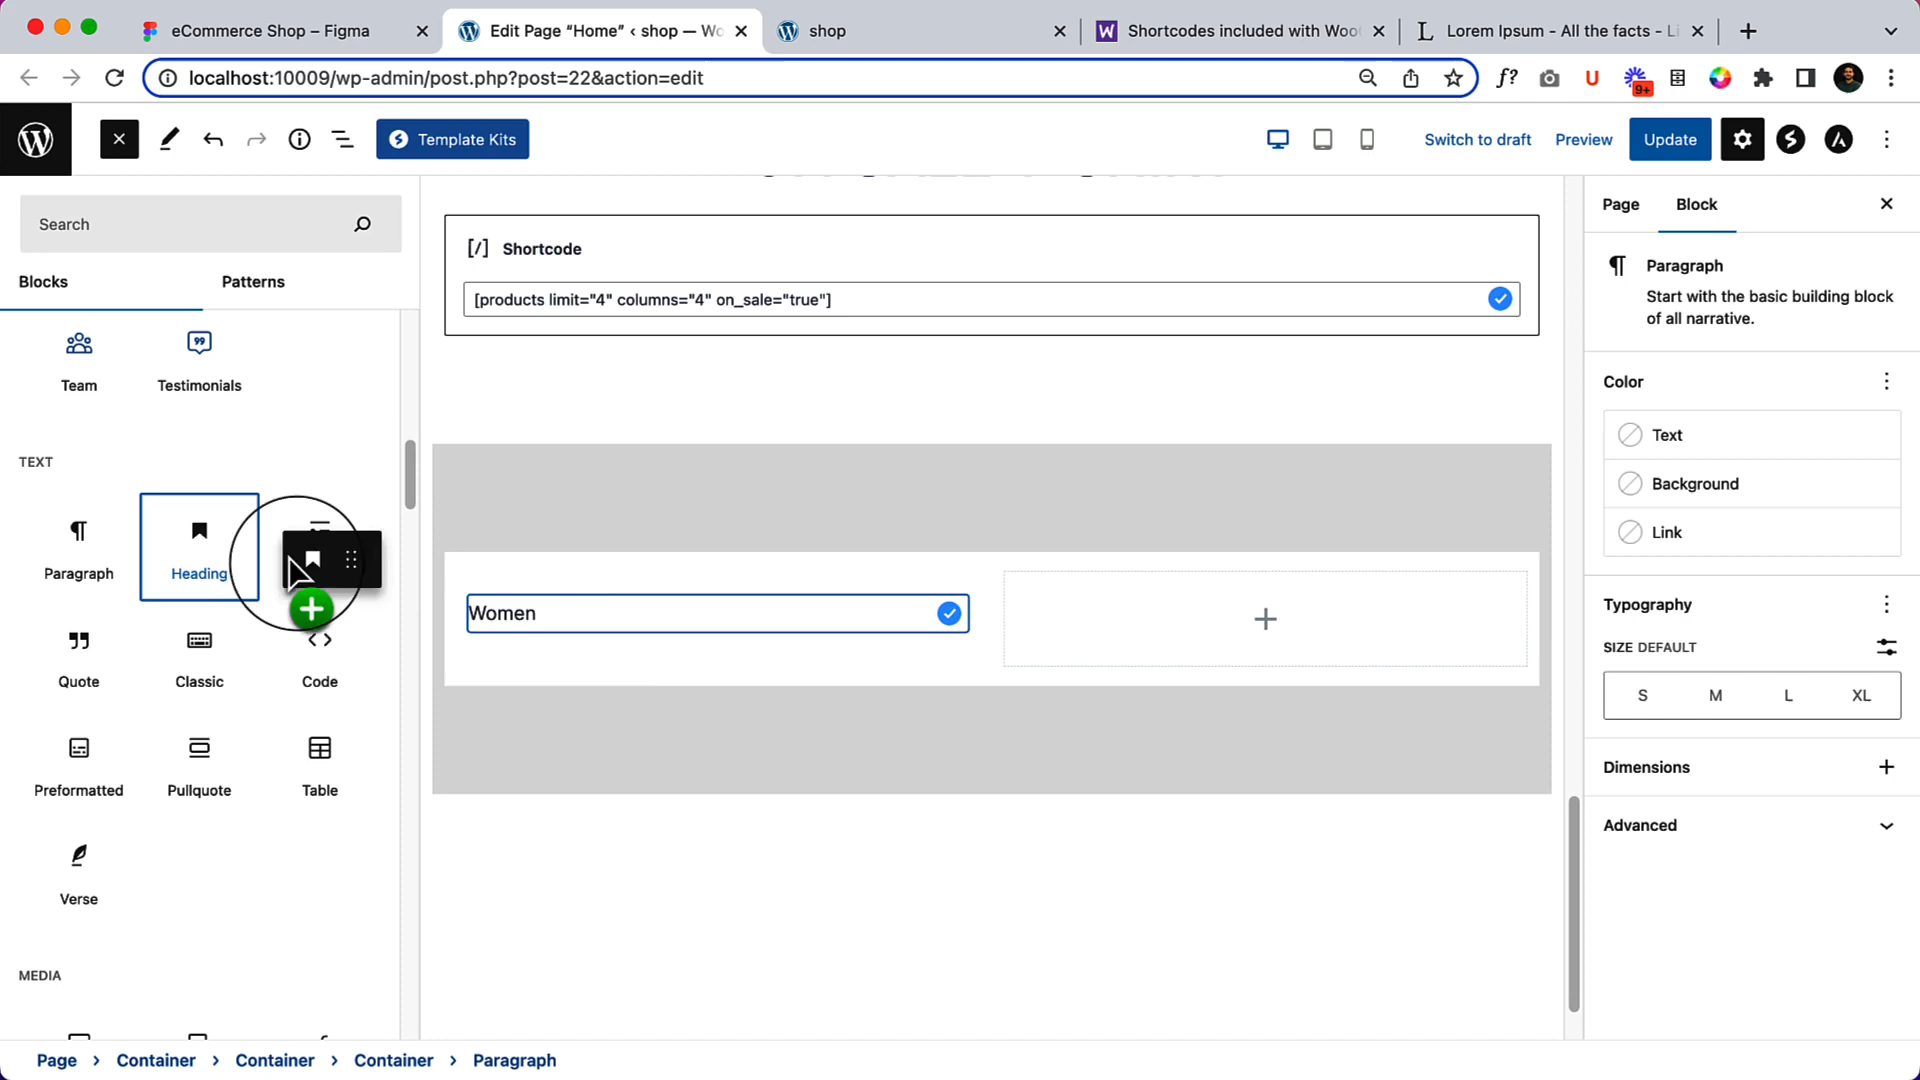 eCommerce Shop – Figma
Edit Page “Home” ‹ shop — Wo
shop
Shortcodes included with Woo
Lorem Ipsum - All the facts - Li
localhost:10009/wp-admin/post.php?post=22&action=edit
f?
U
9+
Template Kits
Switch to draft
Preview
Update
Search
Blocks
Patterns
Team
Testimonials
TEXT
Paragraph
Heading
Quote
Classic
Code
Preformatted
Pullquote
Table
Verse
MEDIA
[/] Shortcode
[products limit="4" columns="4" on_sale="true"]
Women
Page
Block
Paragraph
Start with the basic building block
of all narrative.
Color
Text
Background
Link
Typography
SIZE DEFAULT
S M L XL
Dimensions
Advanced
Page › Container › Container › Container › Paragraph